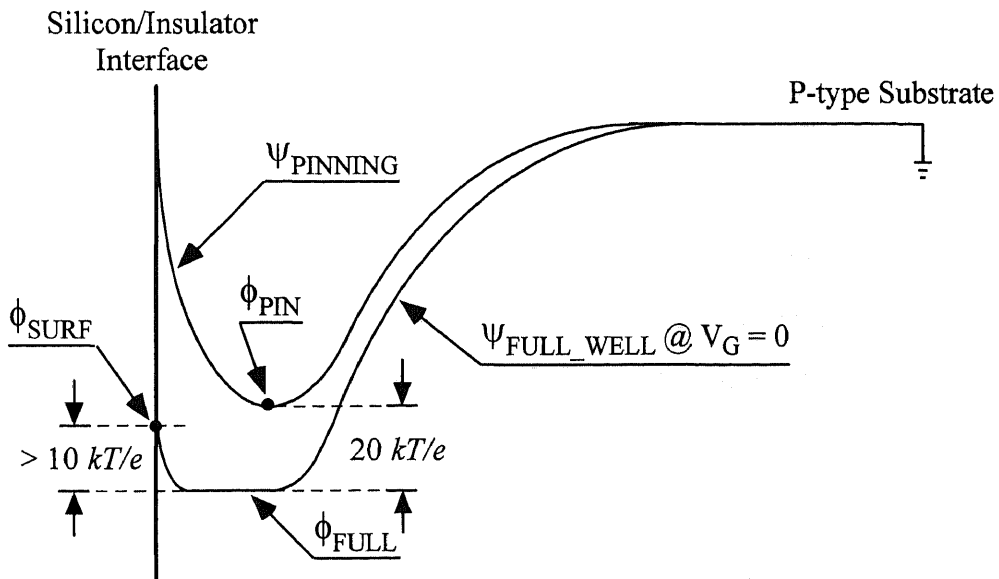 Silicon/Insulator
Interface
P-type Substrate
ψPINNING
ϕPIN
ϕSURF
ψFULL_WELL @ VG = 0
> 10 kT/e
20 kT/e
ϕFULL